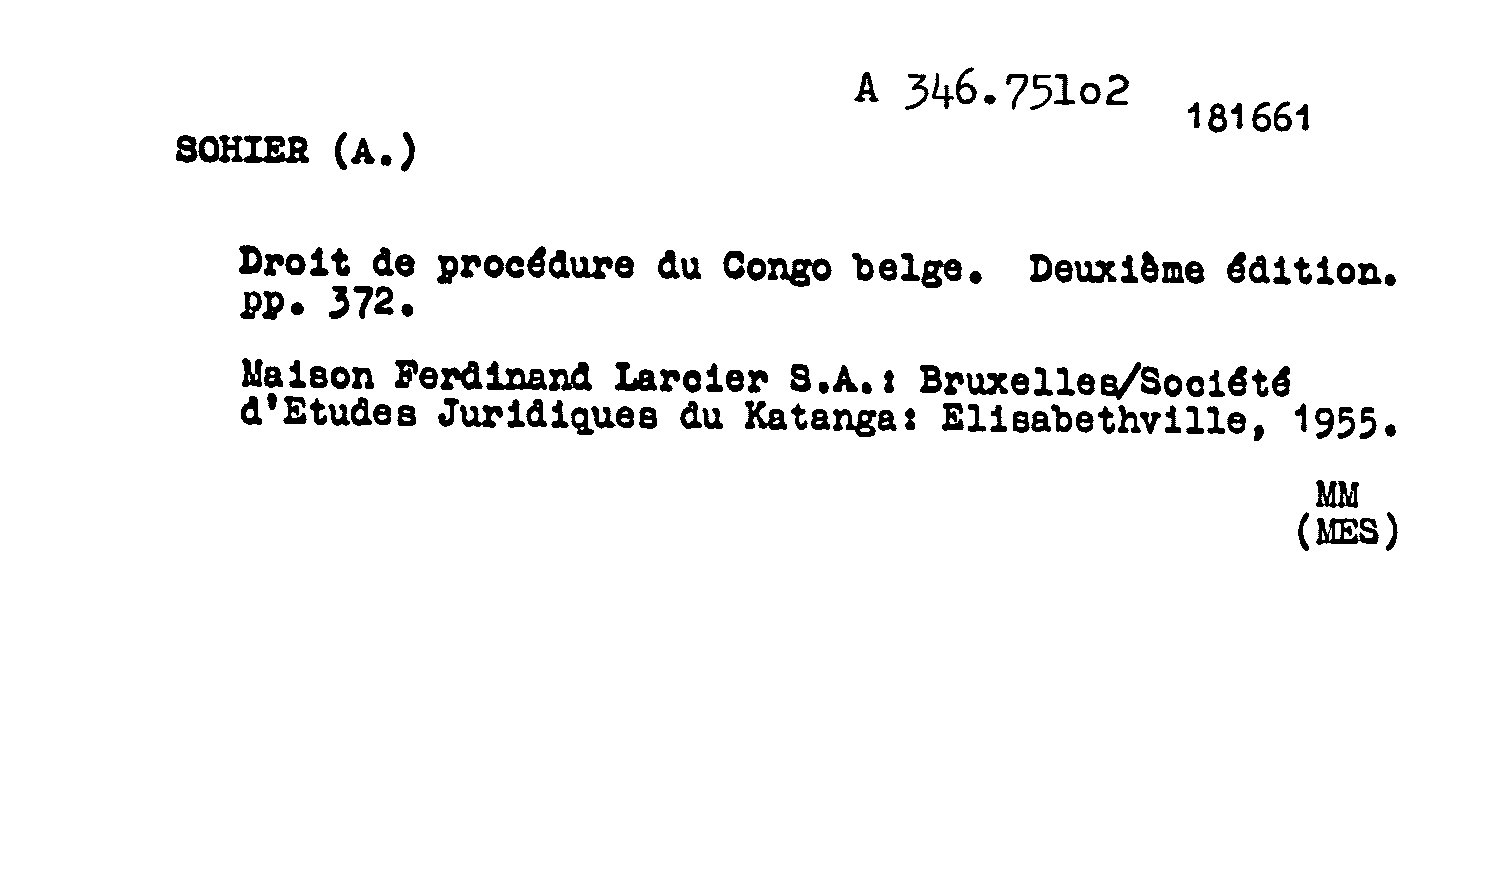 A 346.751o2
181661
SOHIER (A.)
Droit de procédure du Congo belge. Deuxième édition.
pp. 372.
Maison Ferdinand Larcier S.A.: Bruxelles/Société
d'Etudes Juridiques du Katanga: Elisabethville, 1955.
MM
(MES)